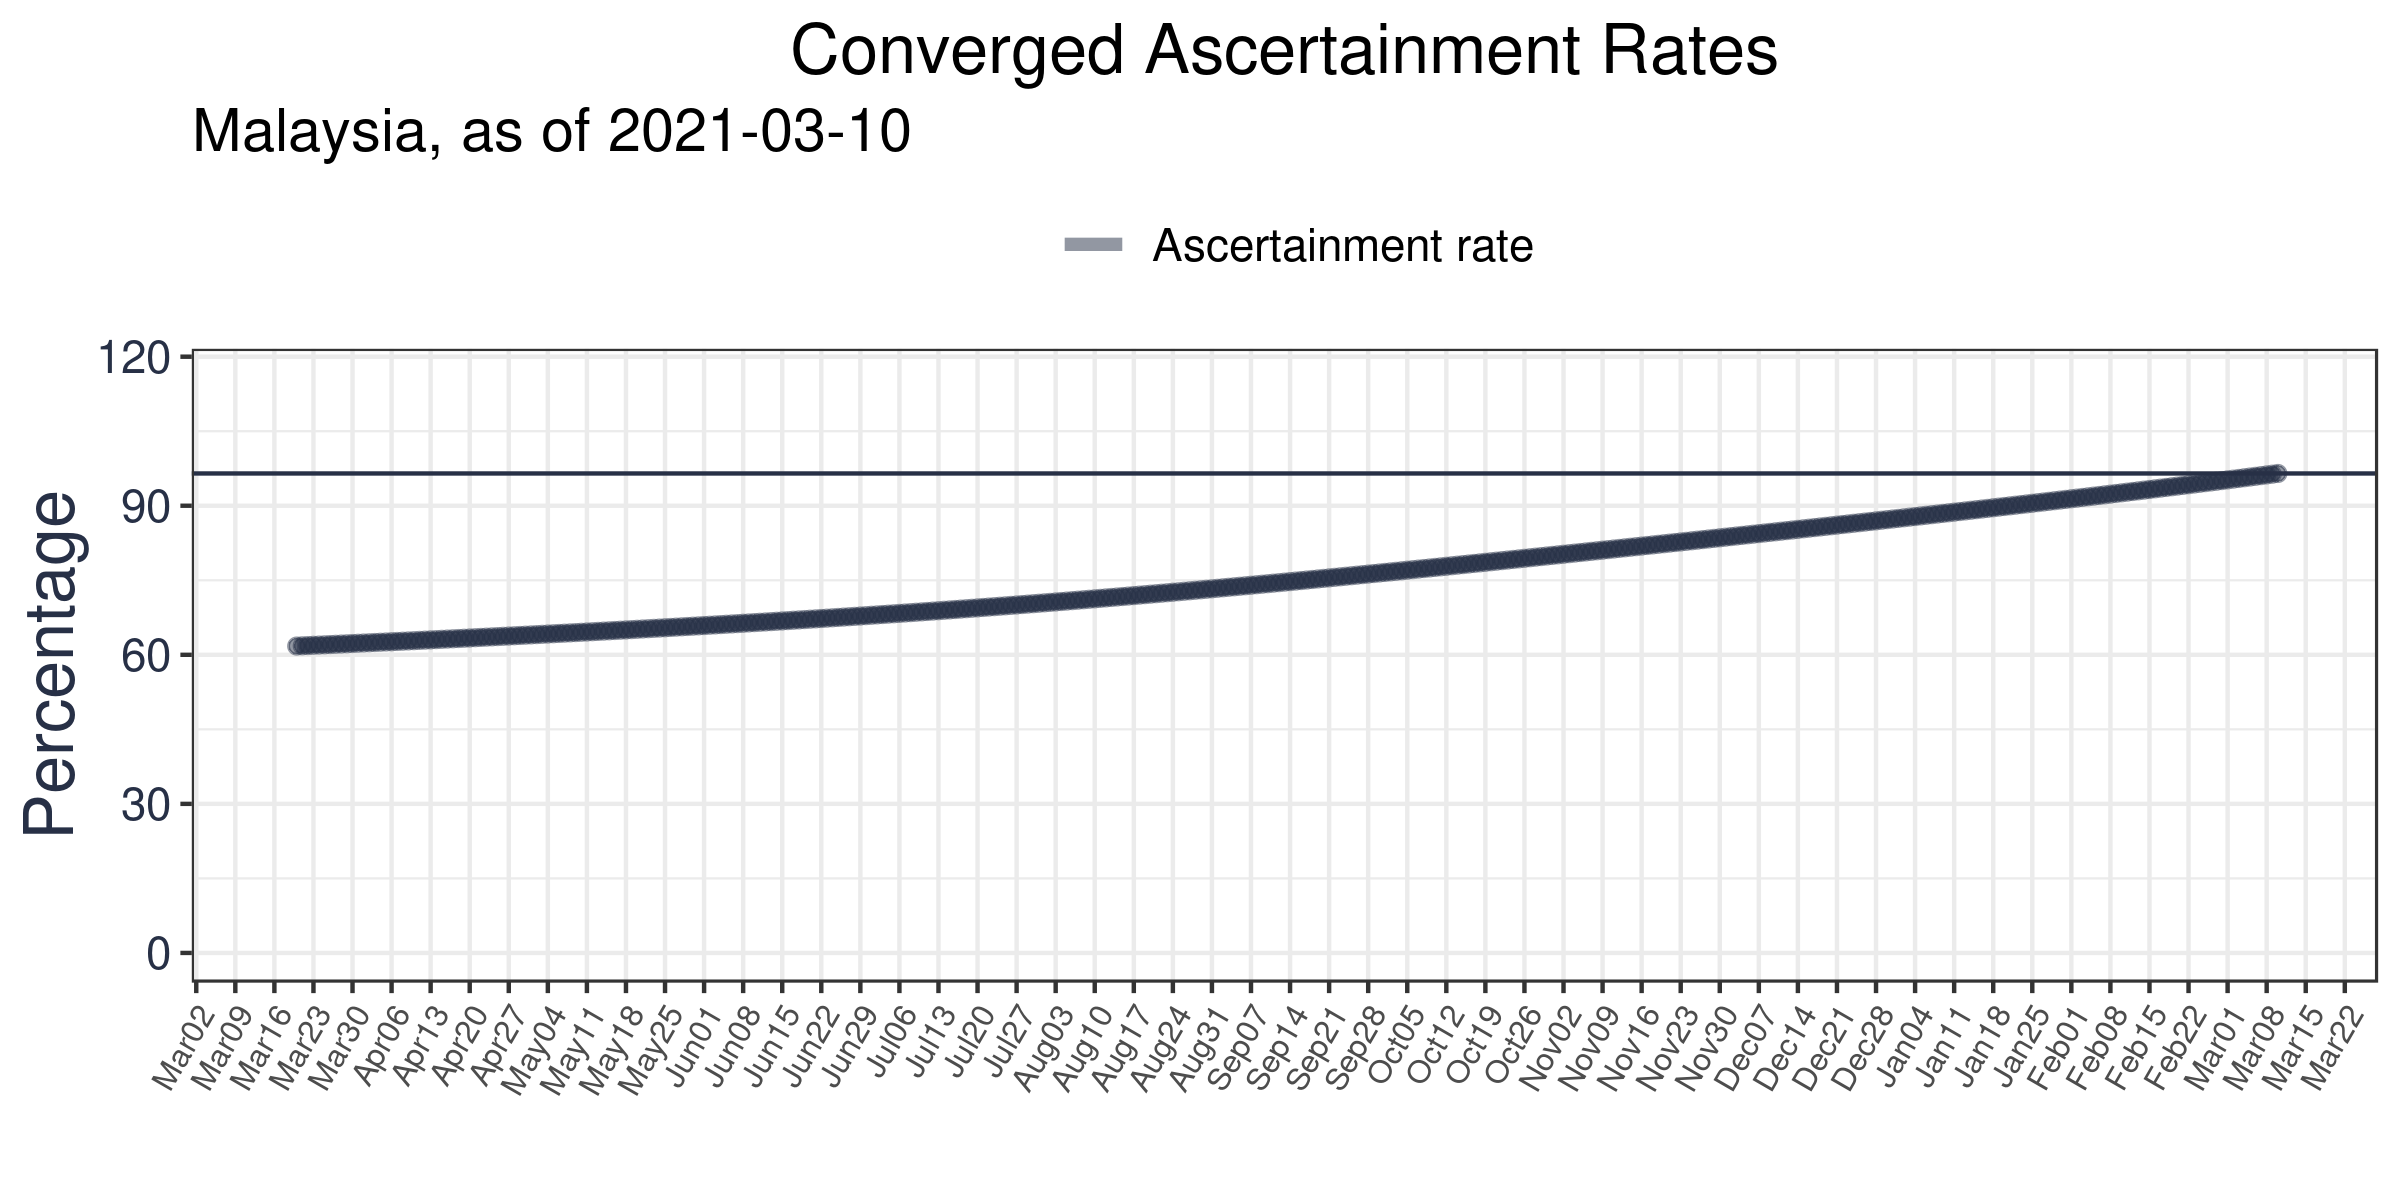 Converged Ascertainment Rates
Malaysia, as of 2021-03-10
Ascertainment rate
Percentage
120
90
60
30
0
Mar02
Mar09
Mar16
Mar23
Mar30
Apr06
Apr13
Apr20
Apr27
May04
May11
May18
May25
Jun01
Jun08
Jun15
Jun22
Jun29
Jul06
Jul13
Jul20
Jul27
Aug03
Aug10
Aug17
Aug24
Aug31
Sep07
Sep14
Sep21
Sep28
Oct05
Oct12
Oct19
Oct26
Nov02
Nov09
Nov16
Nov23
Nov30
Dec07
Dec14
Dec21
Dec28
Jan04
Jan11
Jan18
Jan25
Feb01
Feb08
Feb15
Feb22
Mar01
Mar08
Mar15
Mar22